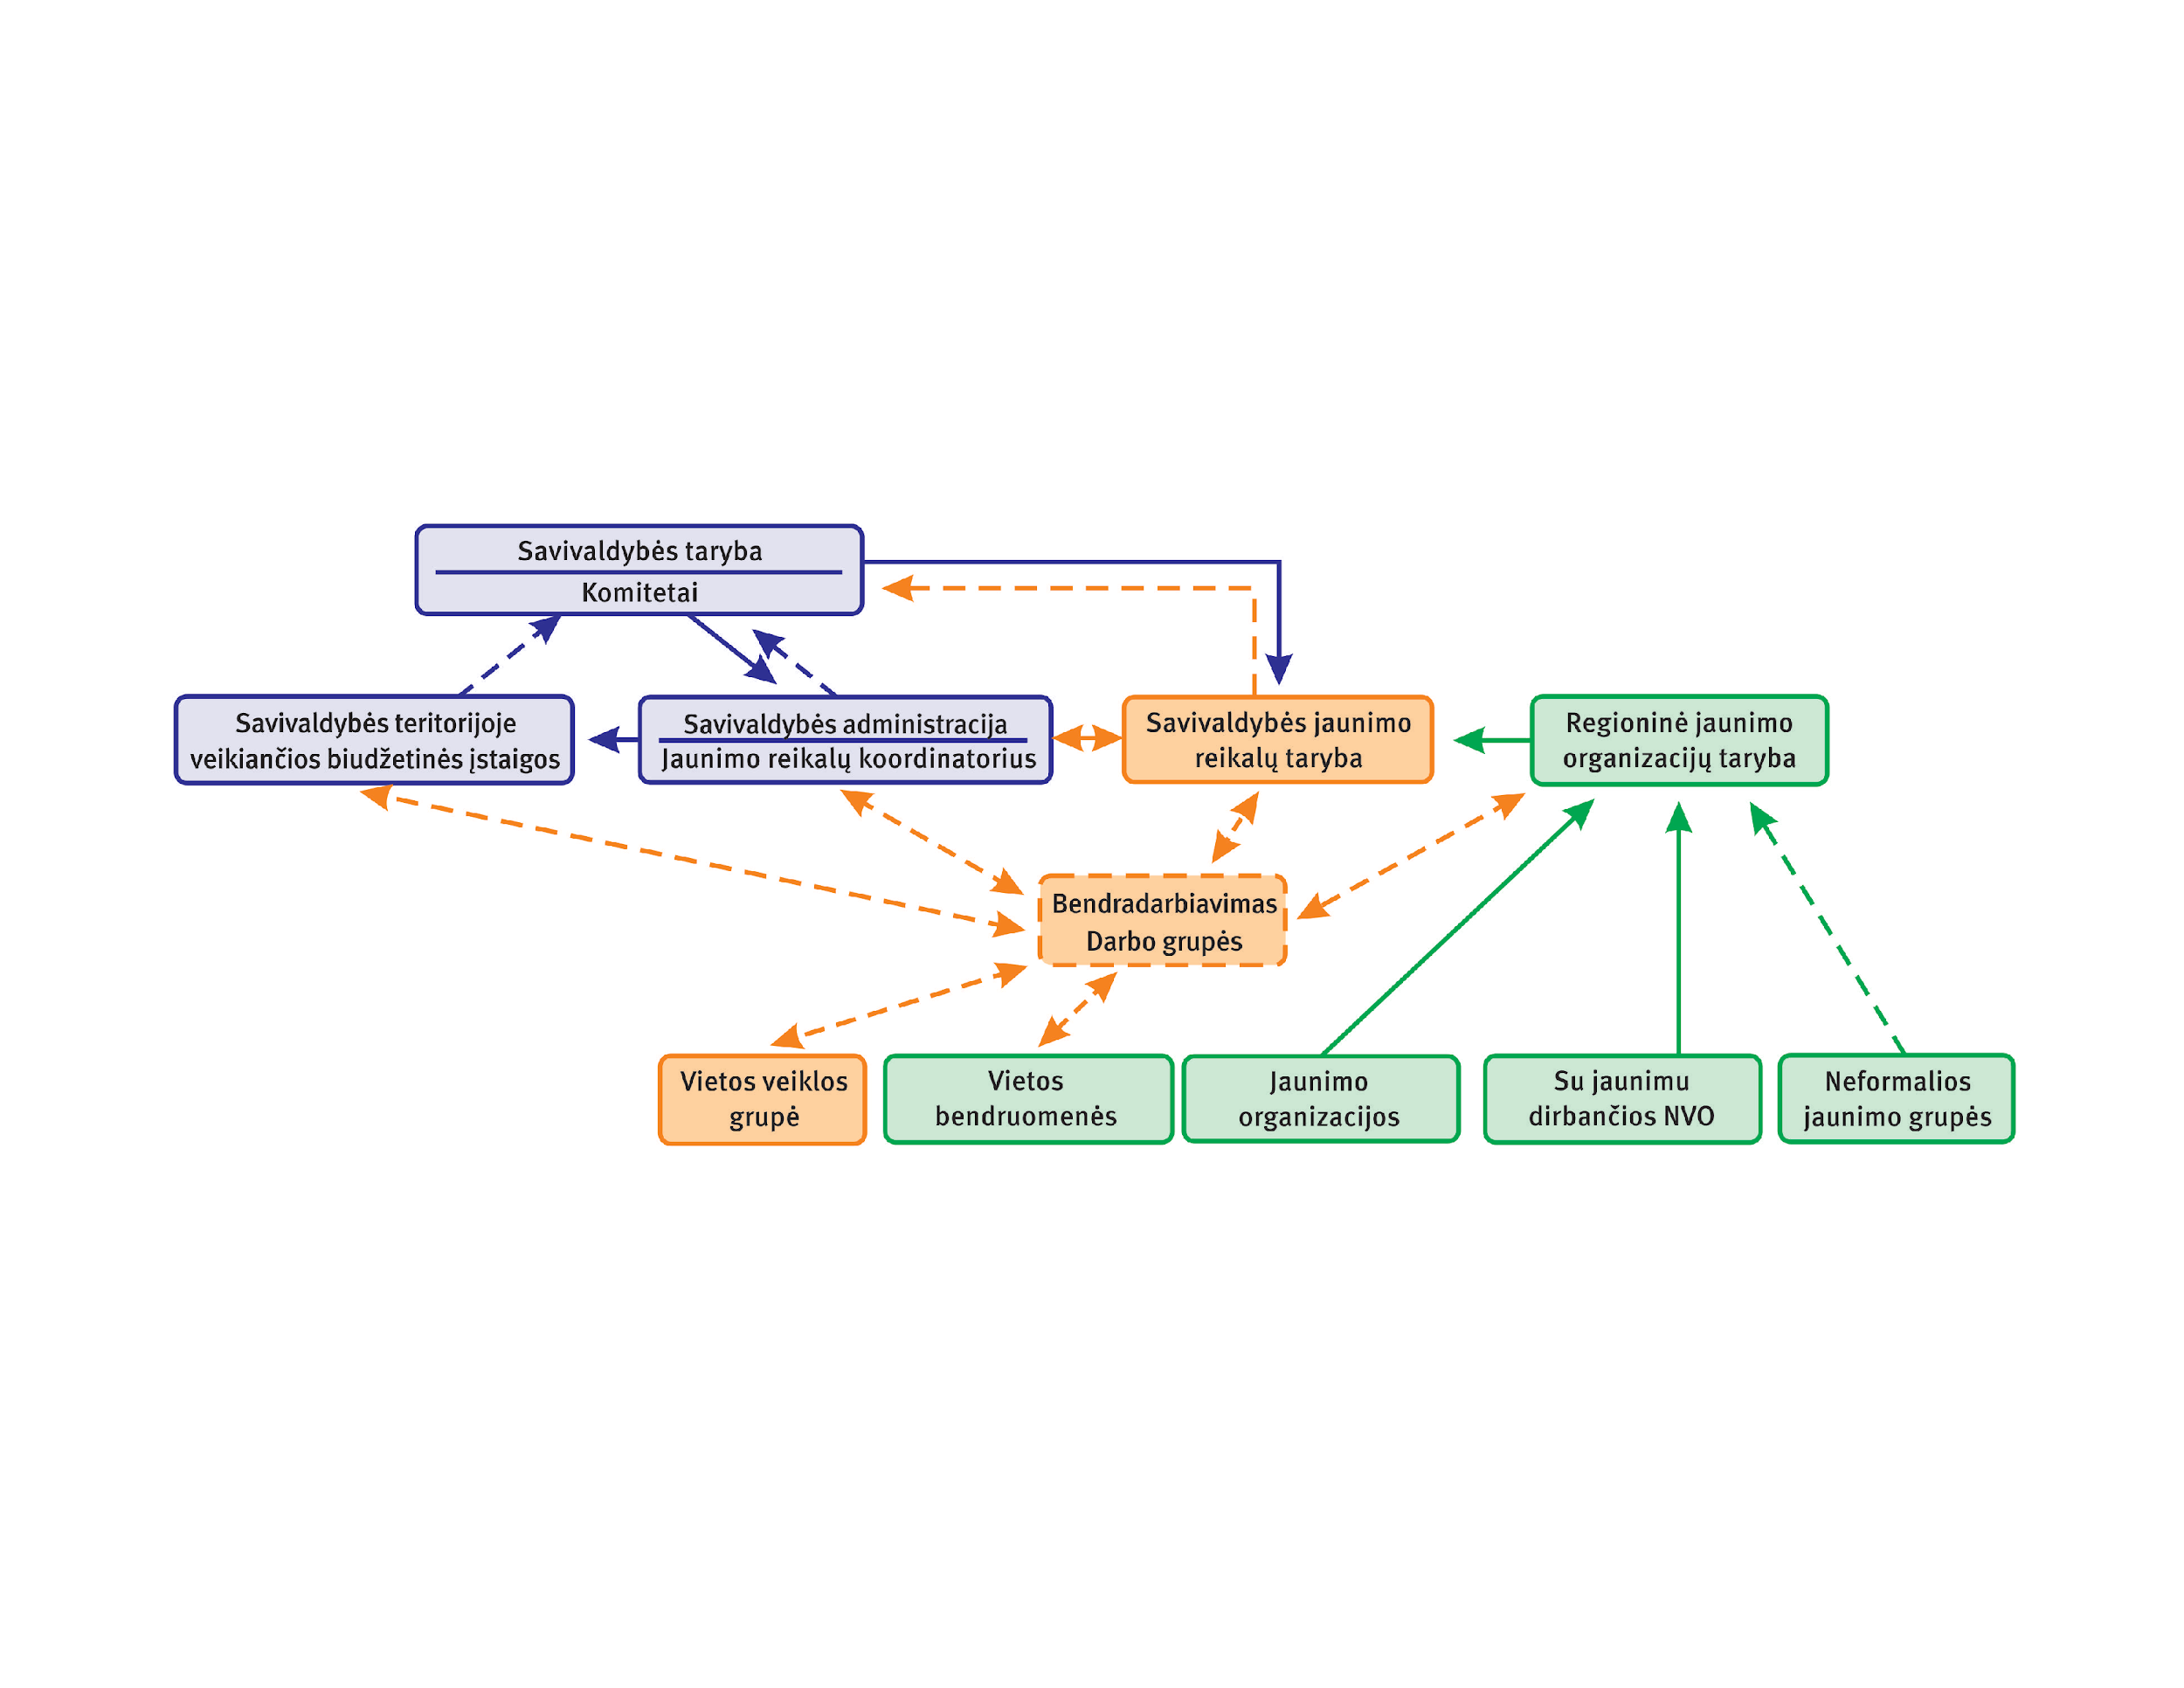 Savivaldybės taryba
Komitetai
Savivaldybės teritorijoje
veikiančios biudžetinės įstaigos
Savivaldybės administracija
Jaunimo reikalų koordinatorius
Savivaldybės jaunimo
reikalų taryba
Regioninė jaunimo
organizacijų taryba
Bendradarbiavimas
Darbo grupės
Vietos veiklos
grupė
Vietos
bendruomenės
Jaunimo
organizacijos
Su jaunimu
dirbančios NVO
Neformalios
jaunimo grupės